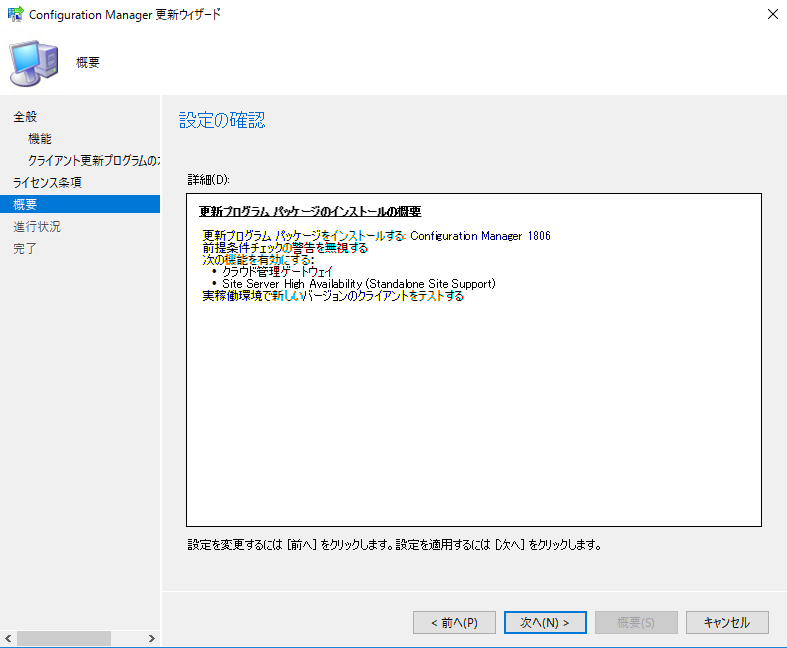 Configuration Manager 更新ウィザード
概要
全般
機能
クライアント更新プログラムの
ライセンス条項
概要
進行状況
完了
設定の確認
詳細(D):
更新プログラム パッケージのインストールの概要
更新プログラム パッケージをインストールする: Configuration Manager 1806
前提条件チェックの警告を無視する
次の機能を有効にする:
• クラウド管理ゲートウェイ
• Site Server High Availability (Standalone Site Support)
実稼働環境で新しいバージョンのクライアントをテストする
設定を変更するには [前へ] をクリックします。設定を適用するには [次へ] をクリックします。
< 前へ(P)
次へ(N) >
概要(S)
キャンセル